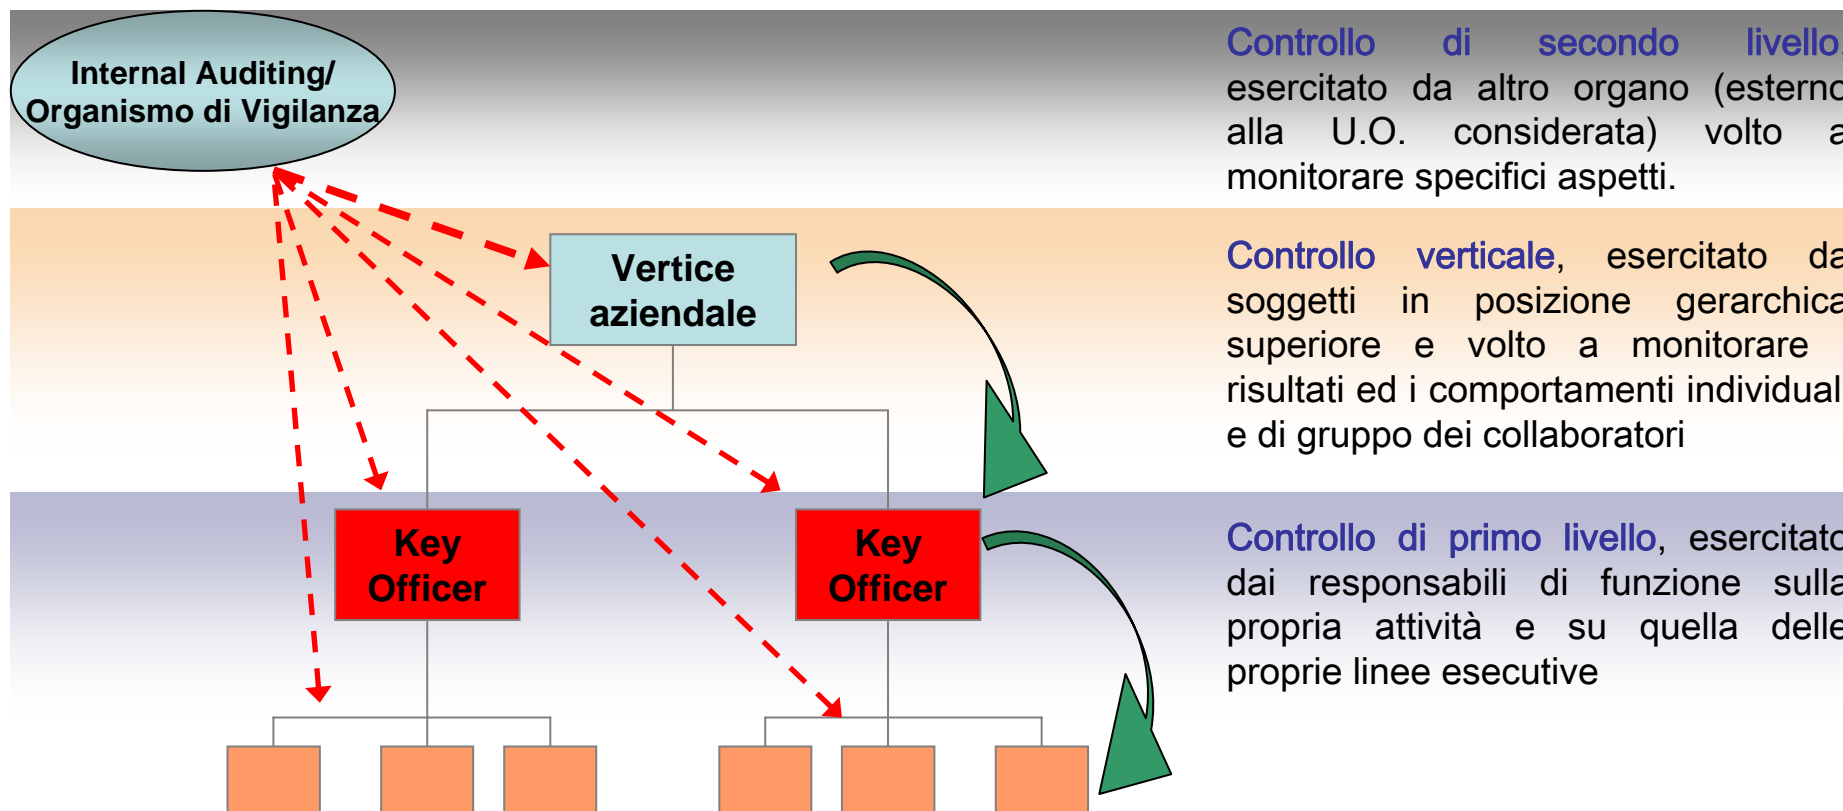 Internal Auditing/
Organismo di Vigilanza
Controllo di secondo livello,
esercitato da altro organo (esterno
alla U.O. considerata) volto a
monitorare specifici aspetti.
Vertice
aziendale
Controllo verticale, esercitato da
soggetti in posizione gerarchica
superiore e volto a monitorare
risultati ed i comportamenti individuali
e di gruppo dei collaboratori
Key
Officer
Key
Officer
Controllo di primo livello, esercitato
dai responsabili di funzione sulla
propria attività e su quella delle
proprie linee esecutive